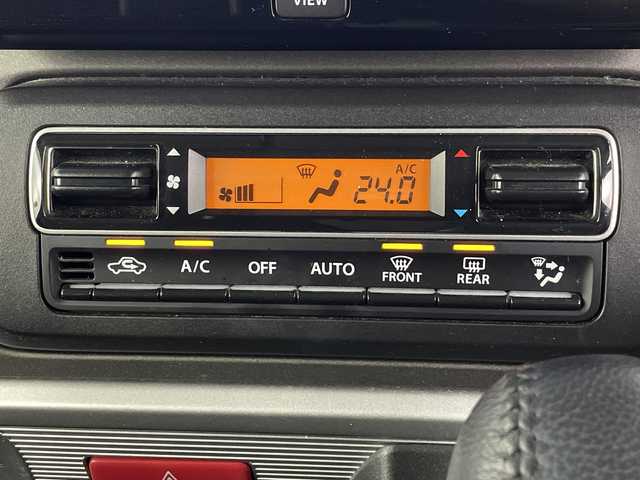 VIEW
A/C
24.0
A/C OFF AUTO FRONT REAR